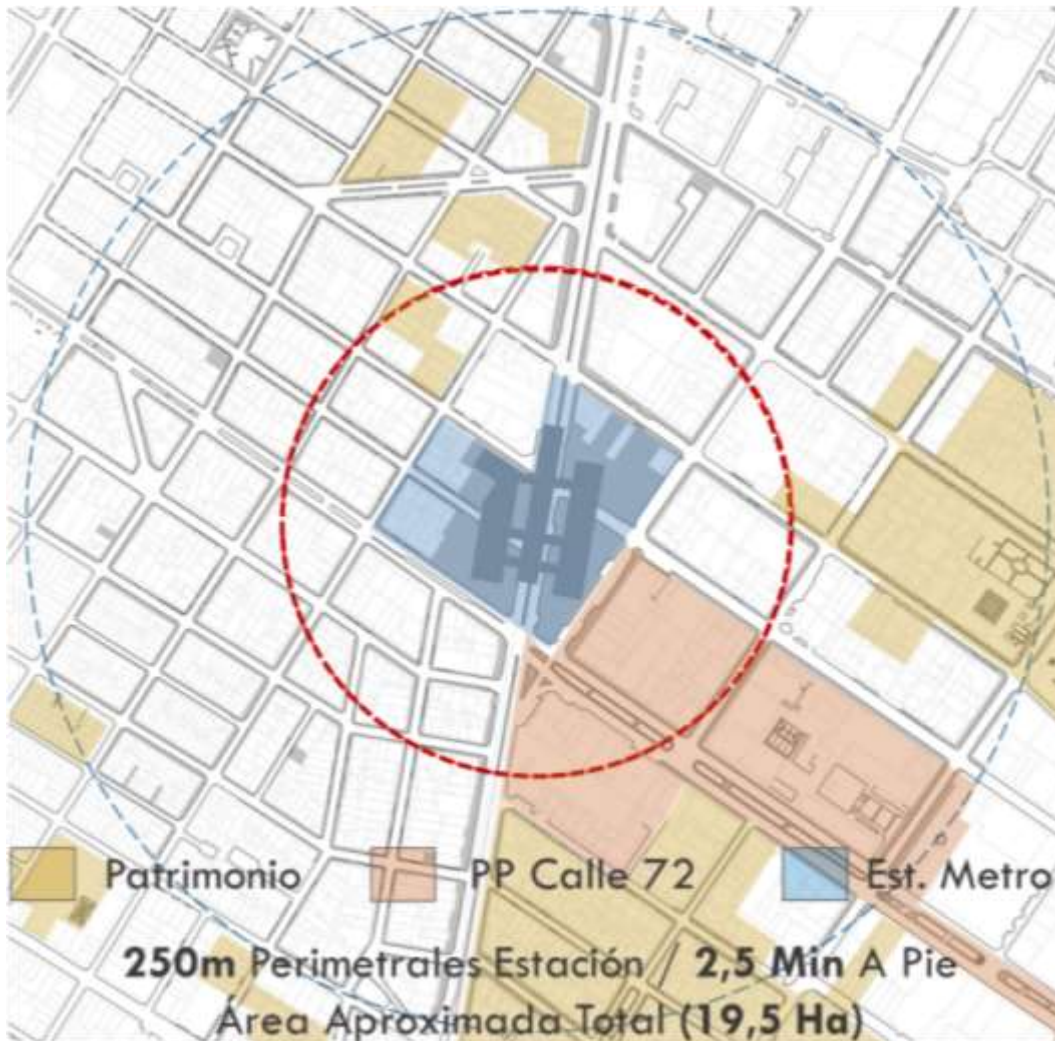 Patrimonio PP Calle 72 Est. Metro
250m Perimetrales Estación / 2,5 Min A Pie
Área Aproximada Total (19,5 Ha)